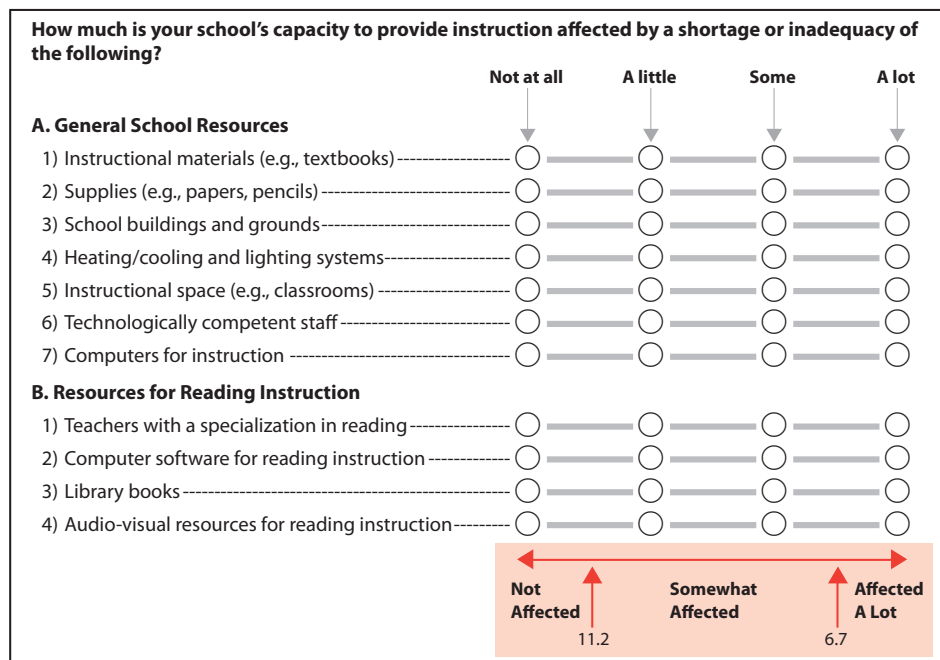 How much is your school’s capacity to provide instruction affected by a shortage or inadequacy of
the following?
Not at all A little Some A lot
A. General School Resources
1) Instructional materials (e.g., textbooks)
2) Supplies (e.g., papers, pencils)
3) School buildings and grounds
4) Heating/cooling and lighting systems
5) Instructional space (e.g., classrooms)
6) Technologically competent staff
7) Computers for instruction
B. Resources for Reading Instruction
1) Teachers with a specialization in reading
2) Computer software for reading instruction
3) Library books
4) Audio-visual resources for reading instruction
Not Somewhat Affected
Affected Affected A Lot
11.2 6.7